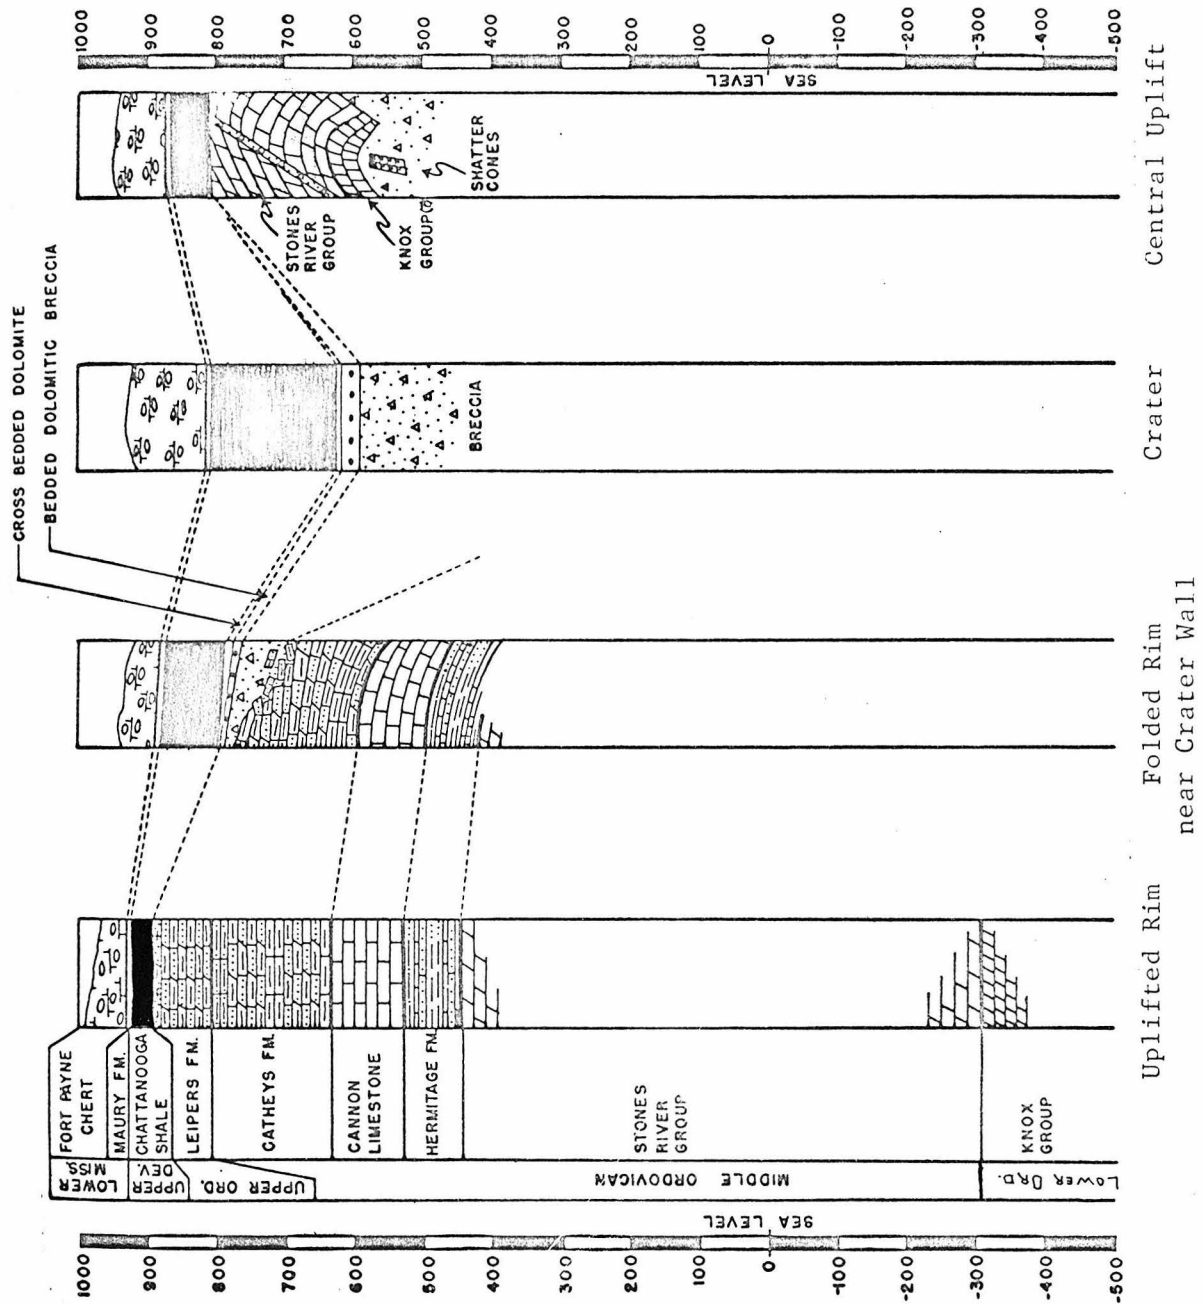 1000
900
800
700
600
500
400
300
200
100
0
-100
-200
-300
-400
-500
SEA LEVEL
LOWER
MISS.
UPPER
DEV.
UPPER ORD.
MIDDLE ORDOVICAN
LOWER ORD.
FORT PAYNE
CHERT
MAURY FM.
CHATTANOOGA
SHALE
LEIPERS FM.
CATHEYS FM.
CANNON
LIMESTONE
HERMITAGE FM.
STONES
RIVER
GROUP
KNOX
GROUP
Uplifted Rim
Folded Rim
near Crater Wall
CROSS BEDDED DOLOMITE
BEDDED DOLOMITIC BRECCIA
BRECCIA
Crater
STONES
RIVER
GROUP
KNOX
GROUP(?)
SHATTER
CONES
Central Uplift
1000
900
800
700
600
500
400
300
200
100
0
-100
-200
-300
-400
-500
SEA LEVEL